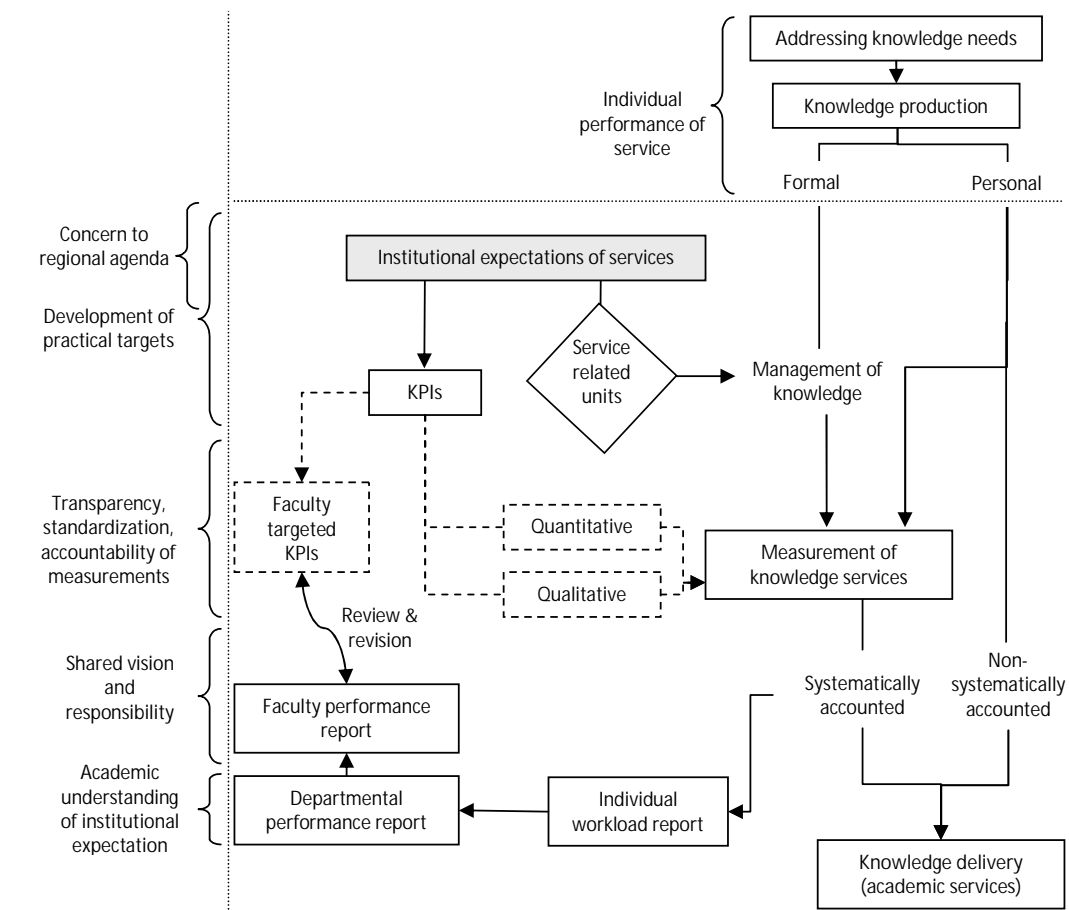 Addressing knowledge needs
Knowledge production
Individual
performance of
service
Formal
Personal
Concern to
regional agenda
Institutional expectations of services
Development of
practical targets
Service
related
units
Management of
knowledge
KPIs
Transparency,
standardization,
accountability of
measurements
Faculty
targeted
KPIs
Quantitative
Qualitative
Measurement of
knowledge services
Review &
revision
Shared vision
and
responsibility
Faculty performance
report
Systematically
accounted
Non-
systematically
accounted
Academic
understanding
of institutional
expectation
Departmental
performance report
Individual
workload report
Knowledge delivery
(academic services)